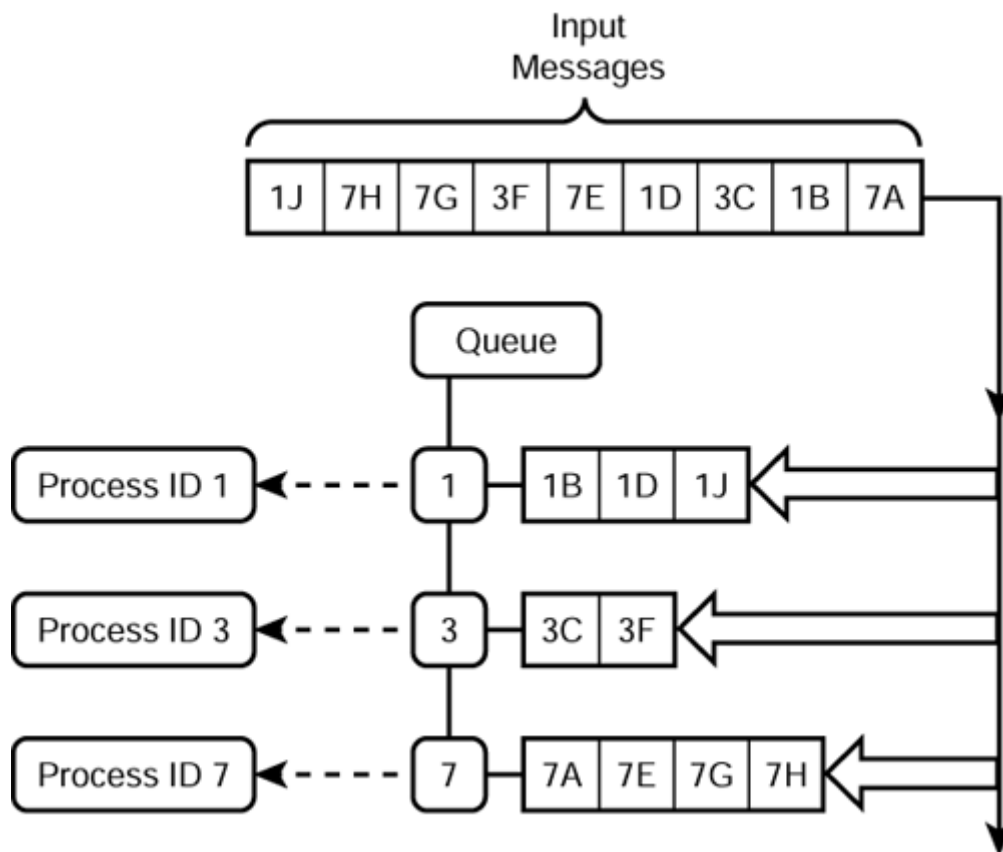 Input
Messages
1J 7H 7G 3F 7E 1D 3C 1B 7A
Queue
Process ID 1 1 1B 1D 1J
Process ID 3 3 3C 3F
Process ID 7 7 7A 7E 7G 7H